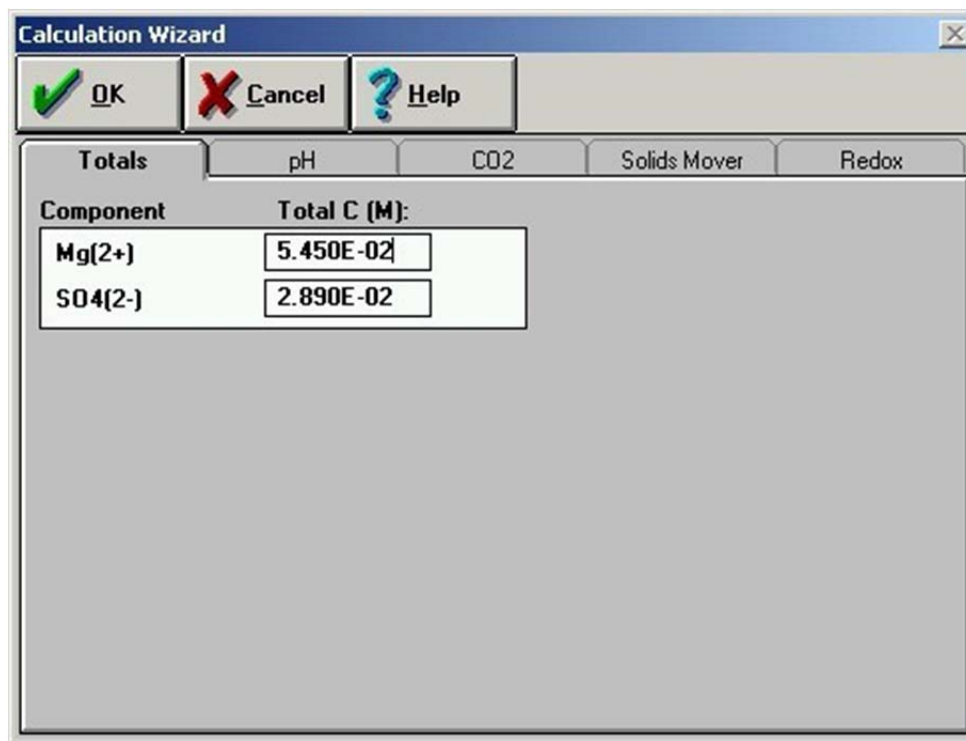 Calculation Wizard
OK Cancel Help
Totals pH CO2 Solids Mover Redox
Component Total C (M):
Mg(2+) 5.450E-02
SO4(2-) 2.890E-02